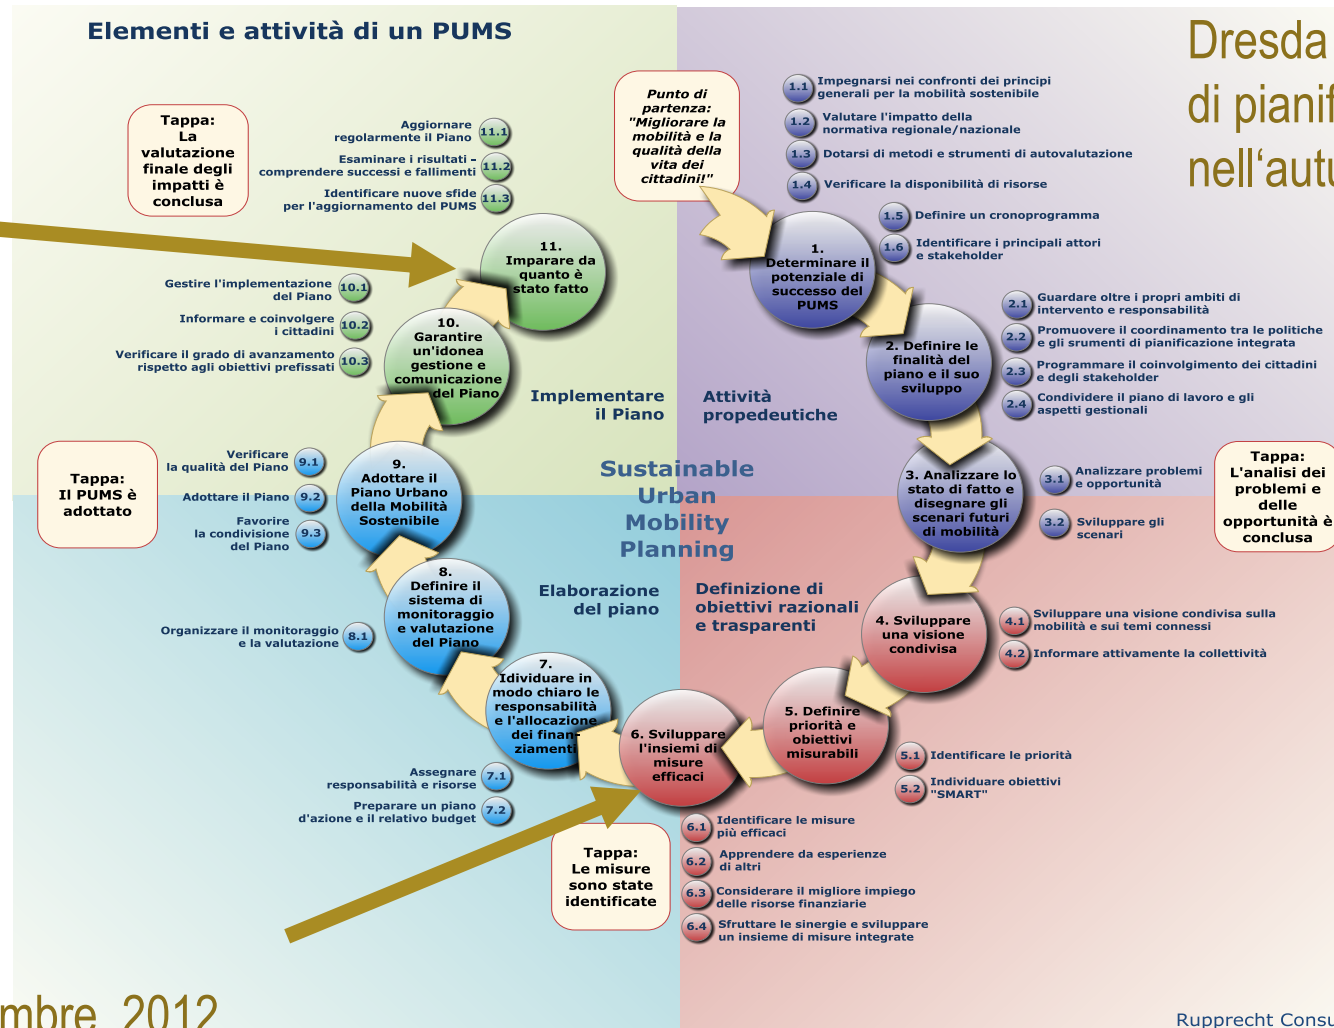 Elementi e attività di un PUMS
Dresda
di pianif
nell'autu
Punto di
partenza:
"Migliorare la
mobilità e la
qualità della
vita dei
cittadini!"
1.1 Impegnarsi nei confronti dei principi
generali per la mobilità sostenibile
1.2 Valutare l'impatto della
normativa regionale/nazionale
1.3 Dotarsi di metodi e strumenti di autovalutazione
1.4 Verificare la disponibilità di risorse
1.5 Definire un cronoprogramma
1.6 Identificare i principali attori
e stakeholder
1.
Determinare il
potenziale di
successo del
PUMS
2.1 Guardare oltre i propri ambiti di
intervento e responsabilità
2.2 Promuovere il coordinamento tra le politiche
e gli srumenti di pianificazione integrata
2.3 Programmare il coinvolgimento dei cittadini
e degli stakeholder
2.4 Condividere il piano di lavoro e gli
aspetti gestionali
2. Definire le
finalità del
piano e il suo
sviluppo
Attività
propedeutiche
3. Analizzare lo
stato di fatto e
disegnare gli
scenari futuri
di mobilità
3.1 Analizzare problemi
e opportunità
3.2 Sviluppare gli
scenari
Tappa:
L'analisi dei
problemi e
delle
opportunità è
conclusa
Sustainable
Urban
Mobility
Planning
Definizione di
obiettivi razionali
e trasparenti
4. Sviluppare
una visione
condivisa
4.1 Sviluppare una visione condivisa sulla
mobilità e sui temi connessi
4.2 Informare attivamente la collettività
5. Definire
priorità e
obiettivi
misurabili
5.1 Identificare le priorità
5.2 Individuare obiettivi
"SMART"
6. Sviluppare
l'insiemi di
misure
efficaci
6.1 Identificare le misure
più efficaci
6.2 Apprendere da esperienze
di altri
6.3 Considerare il migliore impiego
delle risorse finanziarie
6.4 Sfruttare le sinergie e sviluppare
un insieme di misure integrate
Tappa:
Le misure
sono state
identificate
Elaborazione
del piano
7.
Idividuare in
modo chiaro le
responsabilità
e l'allocazione
dei finan-
ziamenti
Assegnare 7.1
responsabilità e risorse
Preparare un piano 7.2
d'azione e il relativo budget
8.
Definire il
sistema di
monitoraggio
e valutazione
del Piano
Organizzare il monitoraggio 8.1
e la valutazione
9.
Adottare il
Piano Urbano
della Mobilità
Sostenibile
Verificare 9.1
la qualità del Piano
Adottare il Piano 9.2
Favorire 9.3
la condivisione
del Piano
Tappa:
Il PUMS è
adottato
Implementare
il Piano
10.
Garantire
un'idonea
gestione e
comunicazione
del Piano
Gestire l'implementazione 10.1
del Piano
Informare e coinvolgere 10.2
i cittadini
Verificare il grado di avanzamento 10.3
rispetto agli obiettivi prefissati
11.
Imparare da
quanto è
stato fatto
Aggiornare 11.1
regolarmente il Piano
Esaminare i risultati – 11.2
comprendere successi e fallimenti
Identificare nuove sfide 11.3
per l'aggiornamento del PUMS
Tappa:
La
valutazione
finale degli
impatti è
conclusa
mbre 2012
Rupprecht Consu